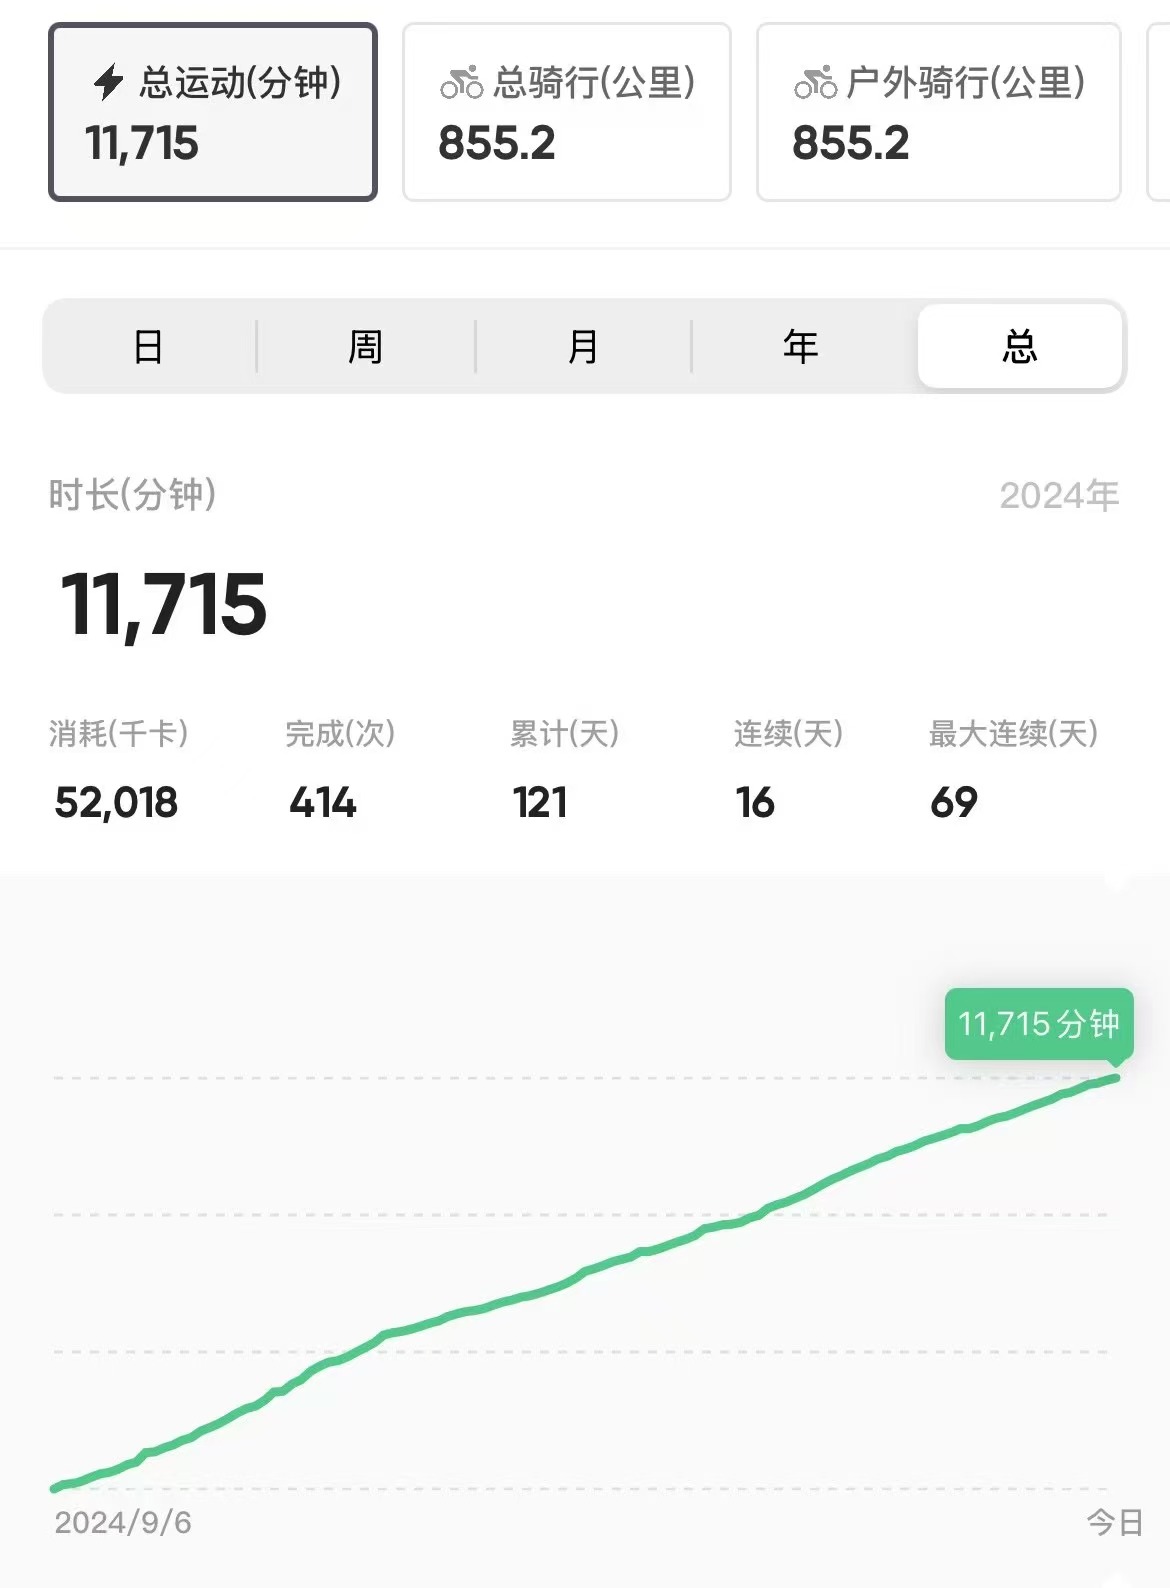 总运动(分钟) 总骑行(公里) 户外骑行(公里)
11,715 855.2 855.2
日 周 月 年 总
时长(分钟) 2024年
11,715
消耗(千卡) 完成(次) 累计(天) 连续(天) 最大连续(天)
52,018 414 121 16 69
11,715分钟
2024/9/6 今日